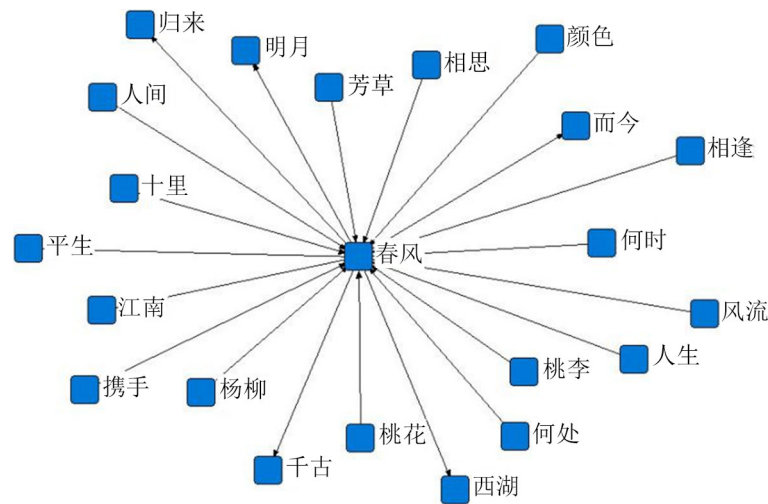 归来
明月
芳草
相思
颜色
人间
而今
相逢
十里
平生
春风
何时
江南
风流
携手
杨柳
桃李
人生
桃花
何处
千古
西湖